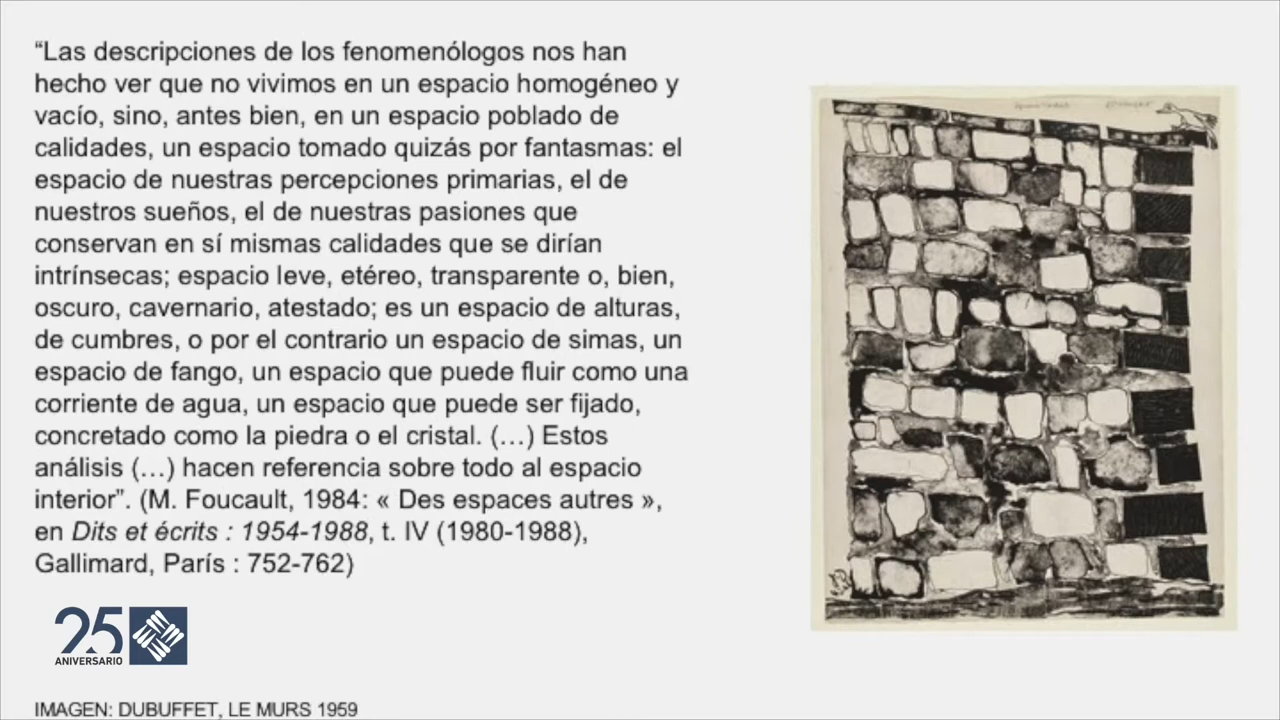 “Las descripciones de los fenomenólogos nos han
hecho ver que no vivimos en un espacio homogéneo y
vacío, sino, antes bien, en un espacio poblado de
calidades, un espacio tomado quizás por fantasmas: el
espacio de nuestras percepciones primarias, el de
nuestros sueños, el de nuestras pasiones que
conservan en sí mismas calidades que se dirían
intrínsecas; espacio leve, etéreo, transparente o, bien,
oscuro, cavernario, atestado; es un espacio de alturas,
de cumbres, o por el contrario un espacio de simas, un
espacio de fango, un espacio que puede fluir como una
corriente de agua, un espacio que puede ser fijado,
concretado como la piedra o el cristal. (…) Estos
análisis (…) hacen referencia sobre todo al espacio
interior”. (M. Foucault, 1984: « Des espaces autres »,
en Dits et écrits : 1954-1988, t. IV (1980-1988),
Gallimard, París : 752-762)
25
ANIVERSARIO
IMAGEN: DUBUFFET, LE MURS 1959